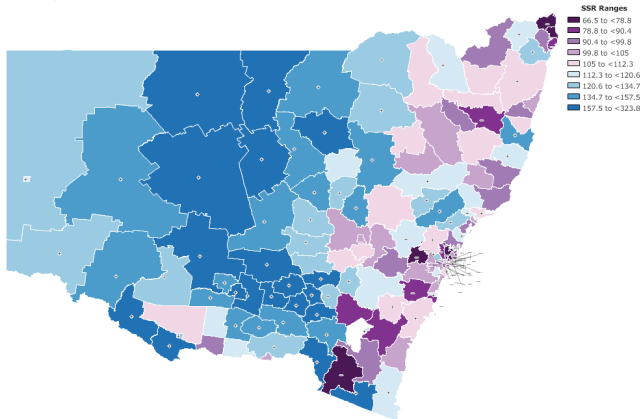 SSR Ranges
66.5 to <78.8
78.8 to <90.4
90.4 to <99.8
99.8 to <105
105 to <112.3
112.3 to <120.6
120.6 to <134.7
134.7 to <157.5
157.5 to <323.8